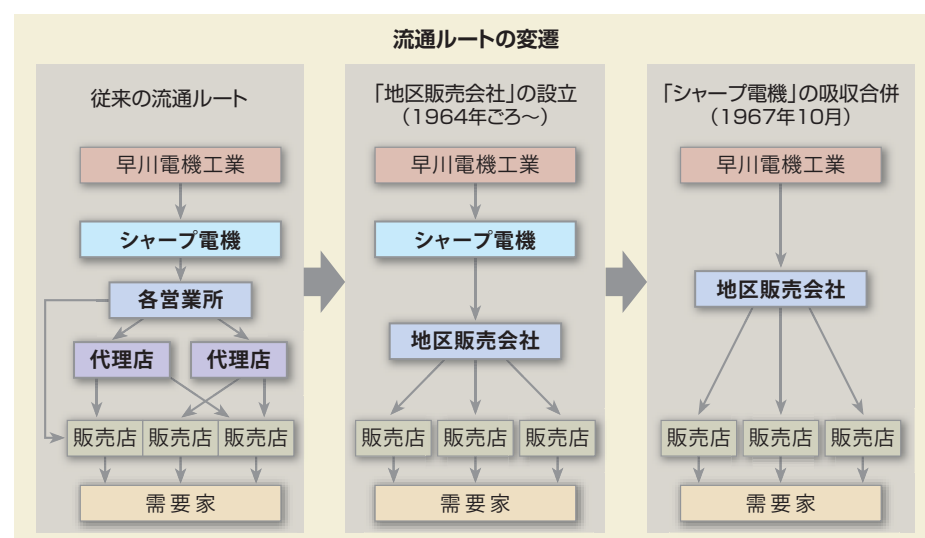 流通ルートの変遷
従来の流通ルート
早川電機工業
シャープ電機
各営業所
代理店
代理店
販売店
販売店
販売店
需要家
「地区販売会社」の設立
（1964年ごろ～）
早川電機工業
シャープ電機
地区販売会社
販売店
販売店
販売店
需要家
「シャープ電機」の吸収合併
（1967年10月）
早川電機工業
地区販売会社
販売店
販売店
販売店
需要家